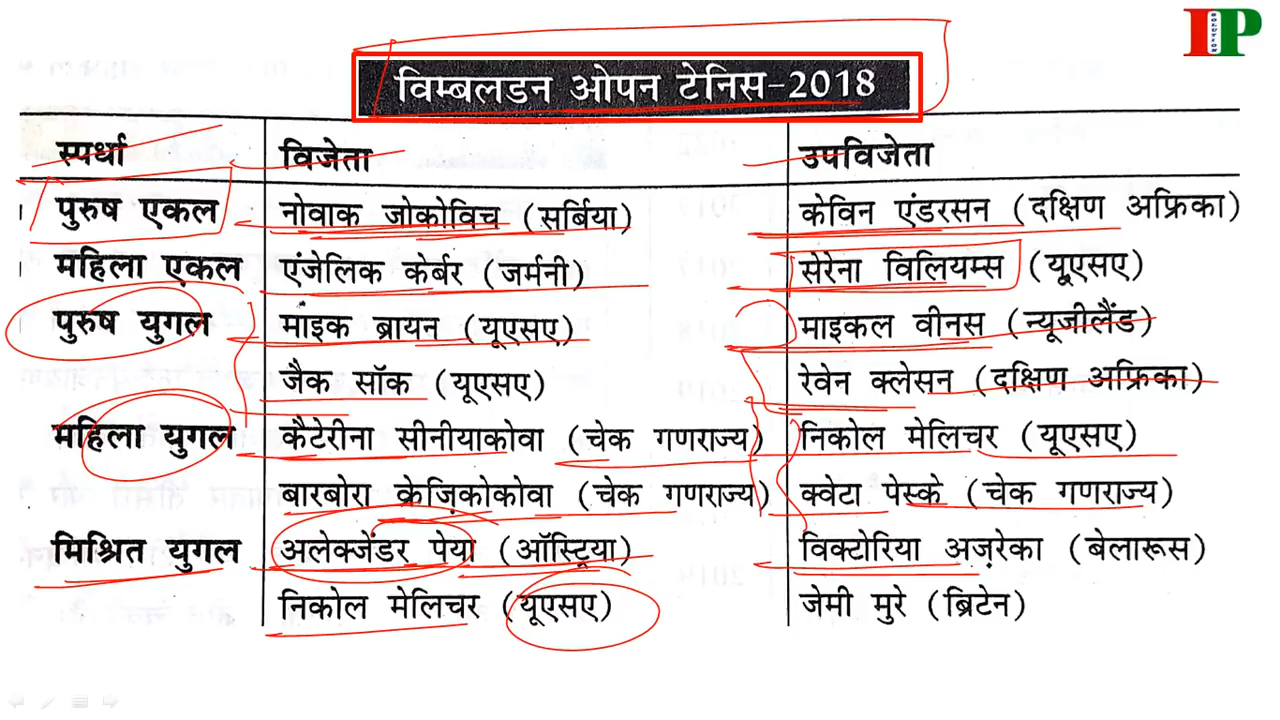 IP
SOLUTION
विम्बलडन ओपन टेनिस-2018
स्पर्धा विजेता उपविजेता
पुरुष एकल नोवाक जोकोविच (सर्बिया) केविन एंडरसन (दक्षिण अफ्रिका)
महिला एकल एंजेलिक केर्बर (जर्मनी) सेरेना विलियम्स (यूएसए)
पुरुष युगल माइक ब्रायन (यूएसए) माइकल वीनस (न्यूजीलैंड)
जैक सॉक (यूएसए) रेवेन क्लेसन (दक्षिण अफ्रिका)
महिला युगल कैटेरीना सीनीयाकोवा (चेक गणराज्य) निकोल मेलिचर (यूएसए)
बारबोरा क्रेज़िकोकोवा (चेक गणराज्य) क्वेटा पेस्के (चेक गणराज्य)
मिश्रित युगल अलेक्जेंडर पेया (ऑस्ट्रिया) विक्टोरिया अज़रेका (बेलारूस)
निकोल मेलिचर (यूएसए) जेमी मुरे (ब्रिटेन)